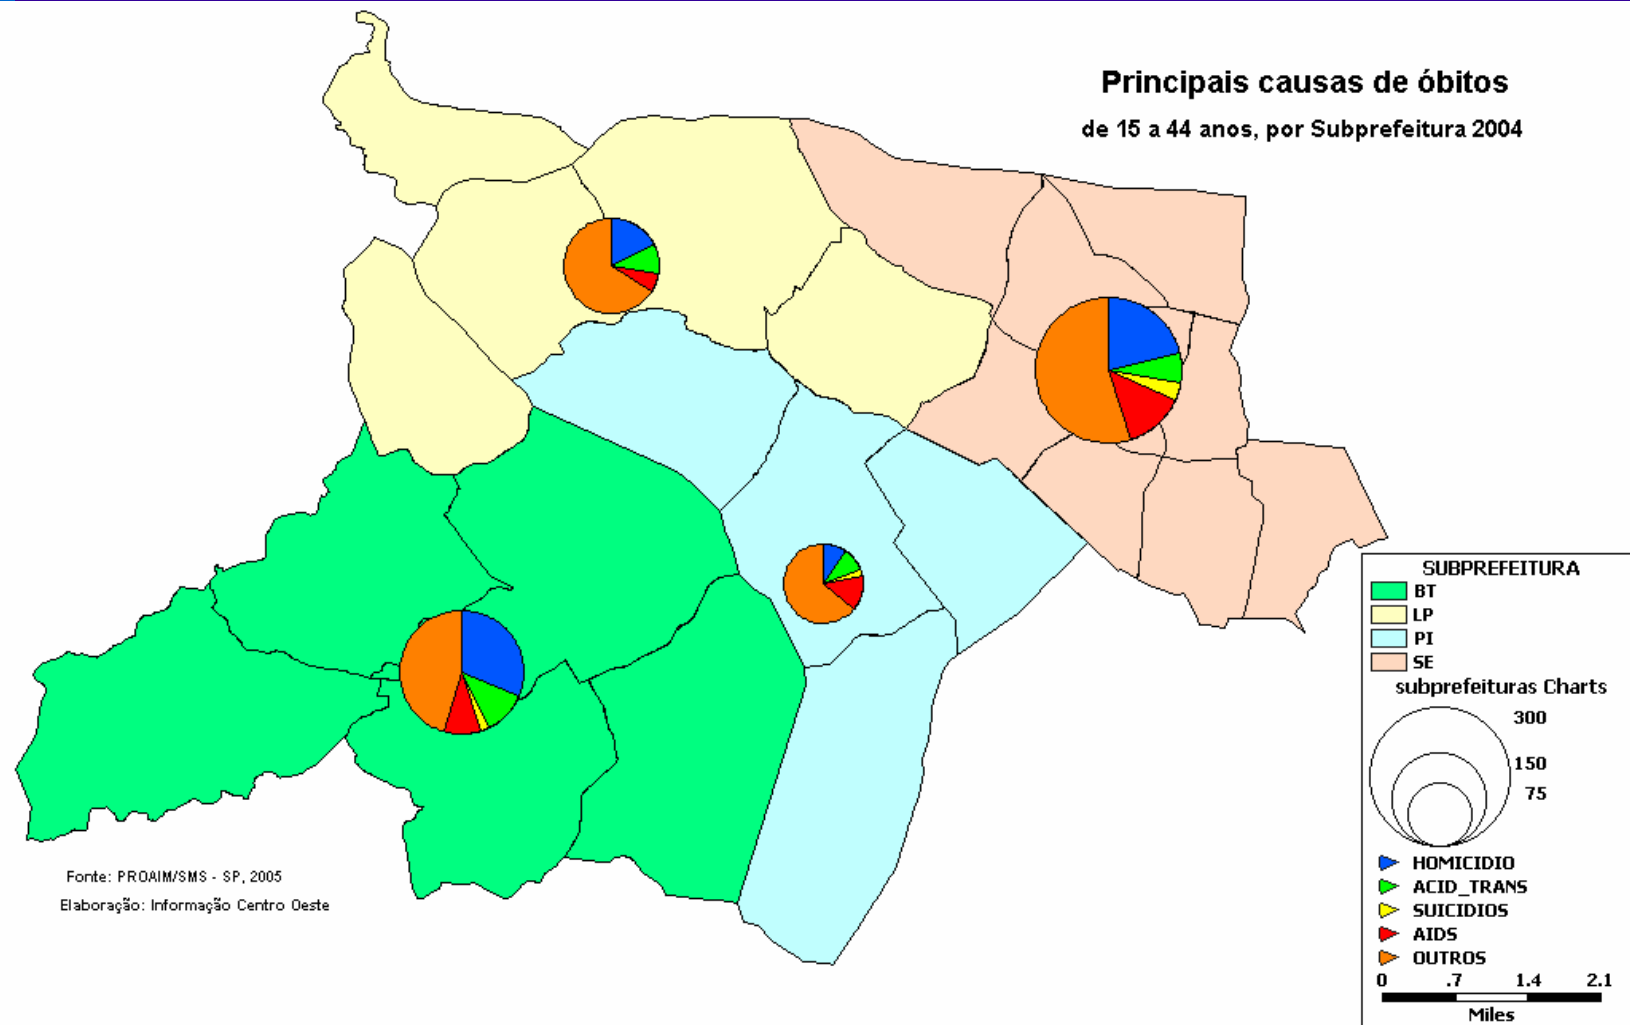 Principais causas de óbitos
de 15 a 44 anos, por Subprefeitura 2004
SUBPREFEITURA
BT
LP
PI
SE
subprefeituras Charts
300
150
75
HOMICIDIO
ACID_TRANS
SUICIDIOS
AIDS
OUTROS
0 .7 1.4 2.1
Miles
Fonte: PROAIM/SMS - SP, 2005
Elaboração: Informação Centro Oeste